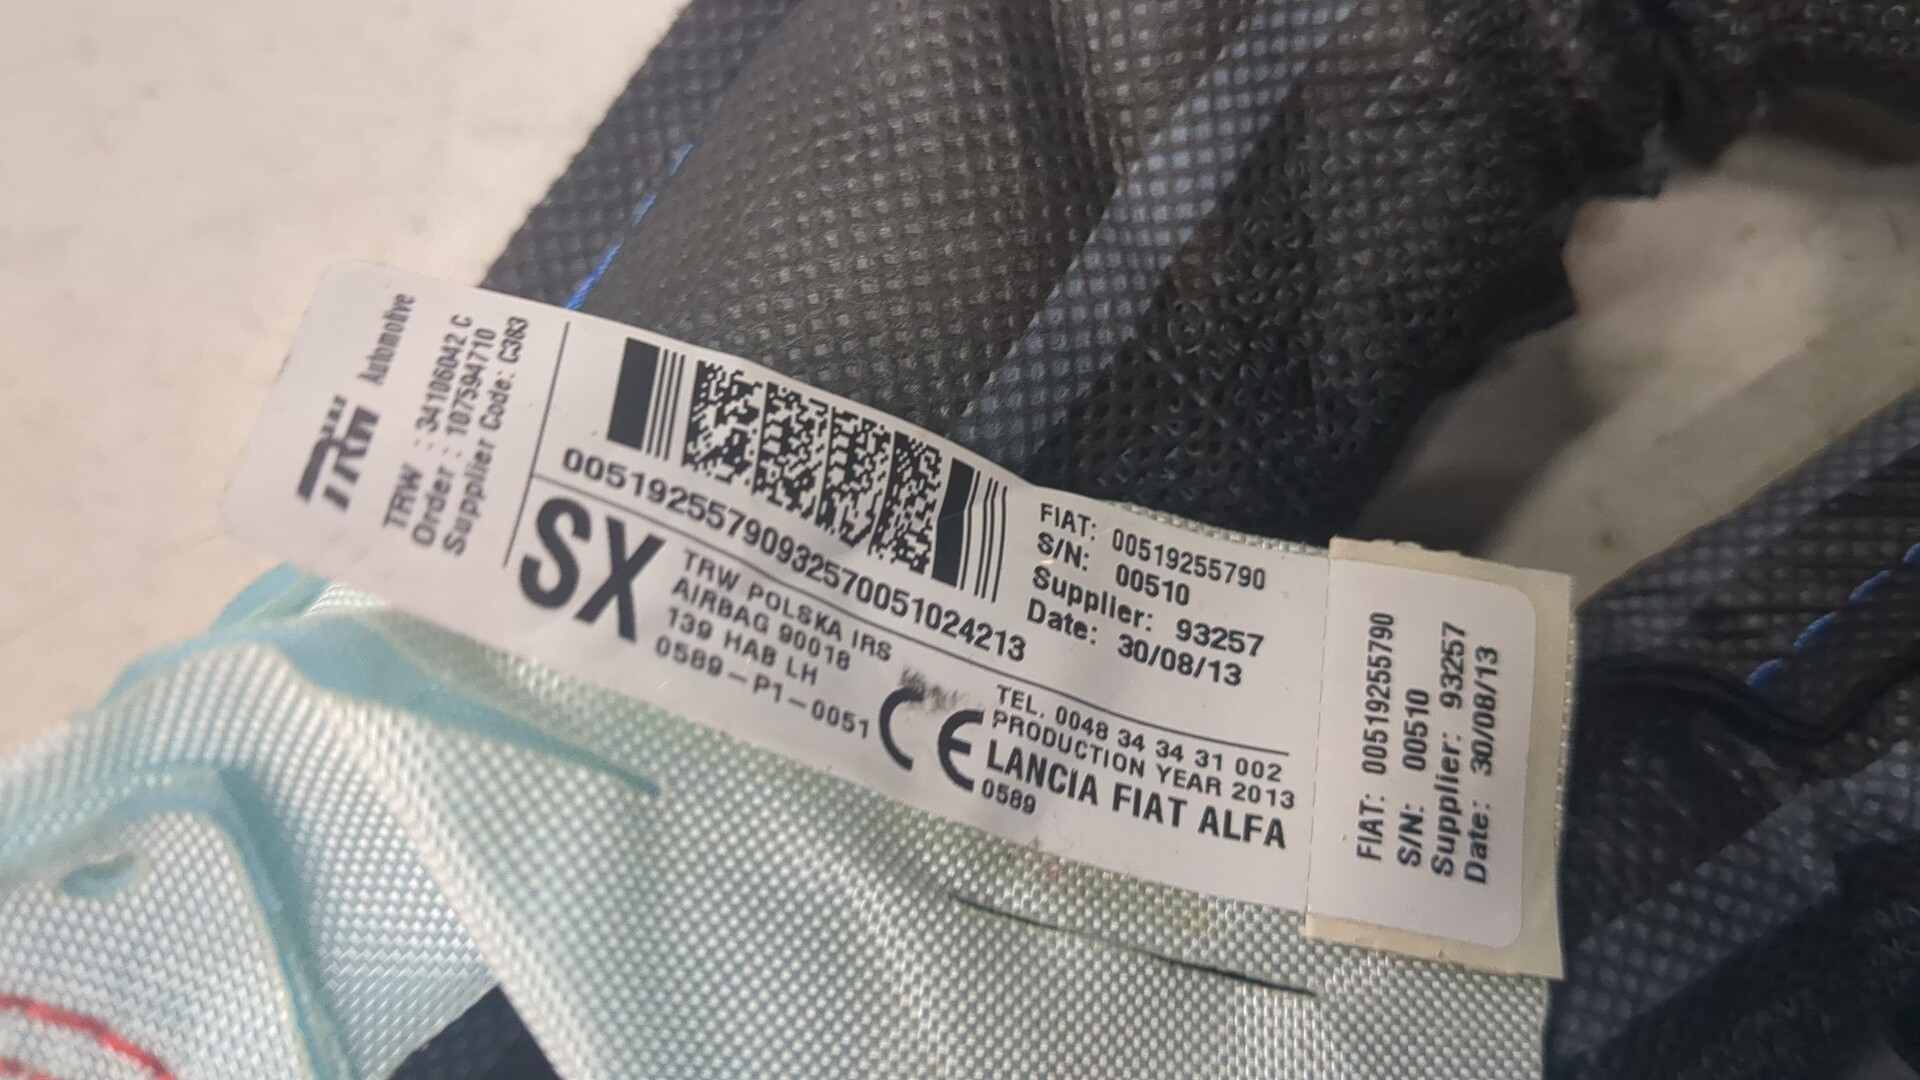 TRW Automotive
TRW : 34106042 C
Order : 107594710
Supplier Code: C383
00519255790932570051024213
SX
TRW POLSKA IRS
AIRBAG 90018
139 HAB LH
0589-P1-0051
CE
0589
FIAT: 00519255790
S/N: 00510
Supplier: 93257
Date: 30/08/13
TEL. 0048 34 34 31 002
PRODUCTION YEAR 2013
LANCIA FIAT ALFA
FIAT: 00519255790
S/N: 00510
Supplier: 93257
Date: 30/08/13